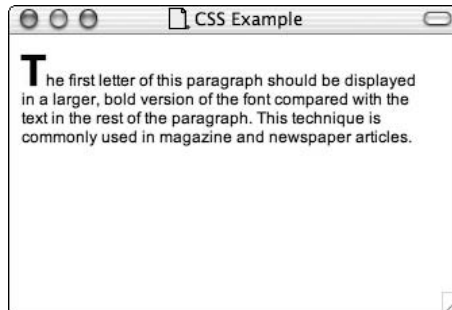 CSS Example
The first letter of this paragraph should be displayed
in a larger, bold version of the font compared with the
text in the rest of the paragraph. This technique is
commonly used in magazine and newspaper articles.